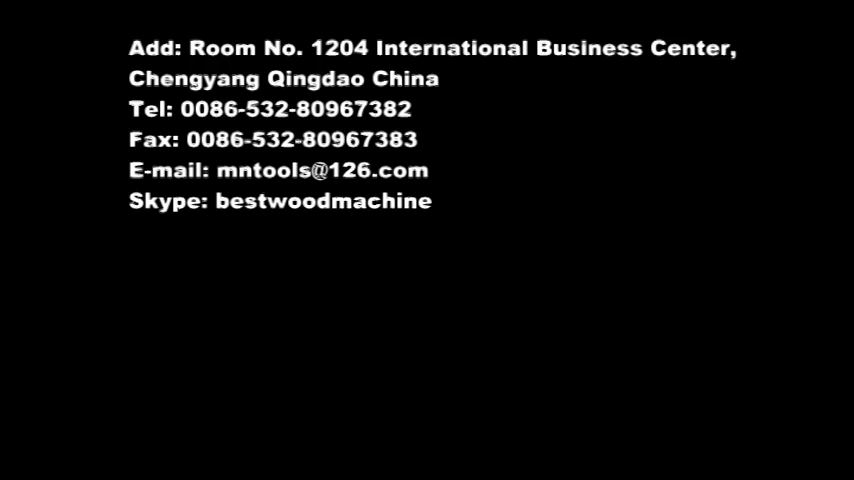 Add: Room No. 1204 International Business Center,
Chengyang Qingdao China
Tel: 0086-532-80967382
Fax: 0086-532-80967383
E-mail: mntools@126.com
Skype: bestwoodmachine